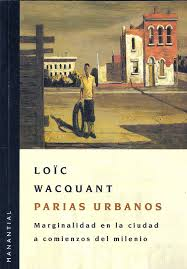 LOÏC
WACQUANT
PARIAS URBANOS
Marginalidad en la ciudad
a comienzos del milenio
MANANTIAL